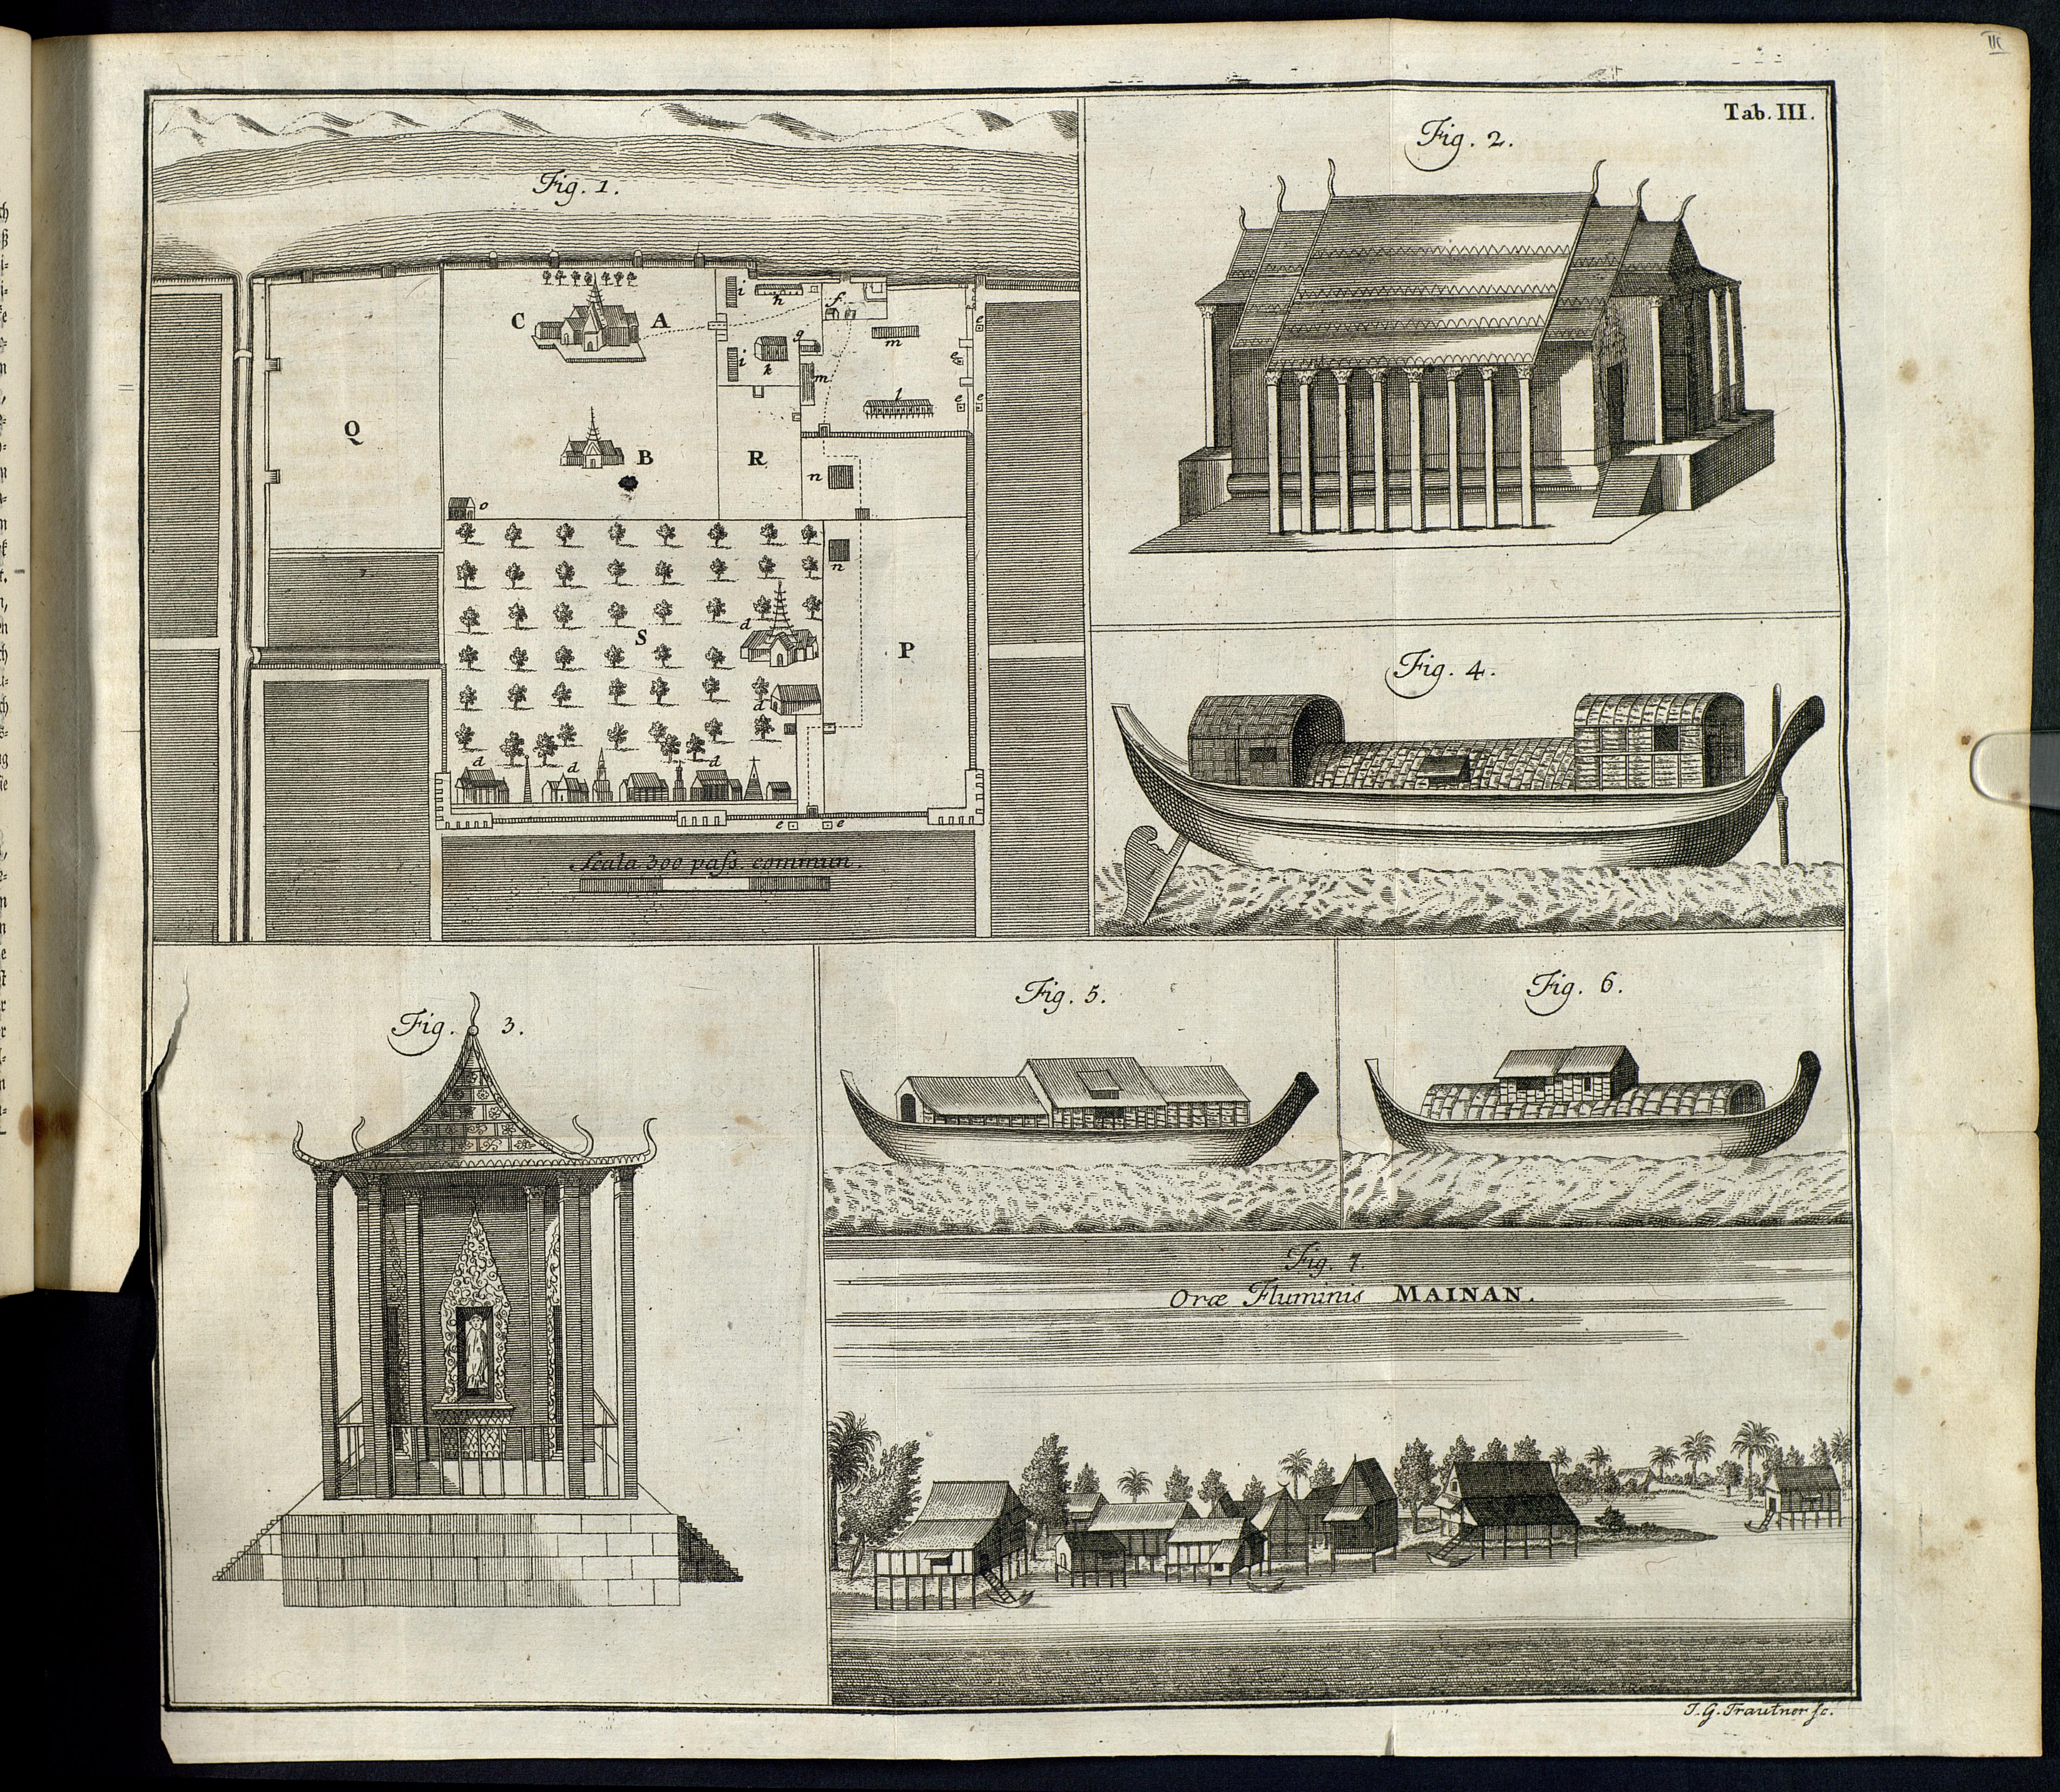 III
Tab. III.
Fig. 1.
Fig. 2.
i
h
f
C
A
e
m
g
i
k
e
m
l
e
e
Q
B
R
n
o
n
S
d
P
d
d
d
d
e
e
Scala 300 paſs. commun.
Fig. 4.
Fig. 3.
Fig. 5.
Fig. 6.
Fig. 7.
Oræ Fluminis MAINAN.
J. G. Trautner ſc.